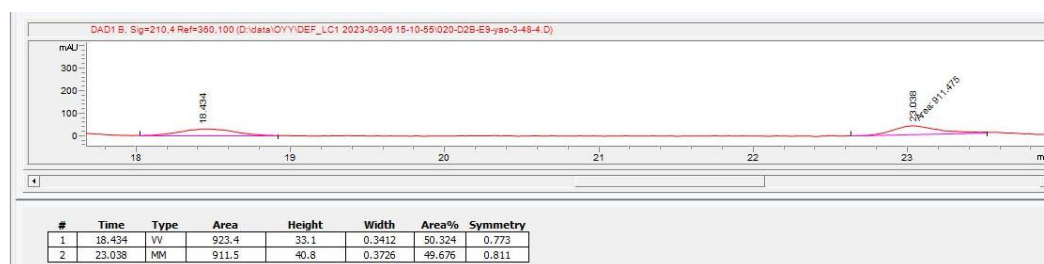 DAD1 B, Sig=210,4 Ref=360,100 (D:\data\OYY\DEF_LC1 2023-03-06 15-10-55\020-D2B-E9-yao-3-48-4.D)
mAU
300
200
100
0
18.434
23.038
Area: 911.475
18 19 20 21 22 23 m
# Time Type Area Height Width Area% Symmetry
1 18.434 VV 923.4 33.1 0.3412 50.324 0.773
2 23.038 MM 911.5 40.8 0.3726 49.676 0.811